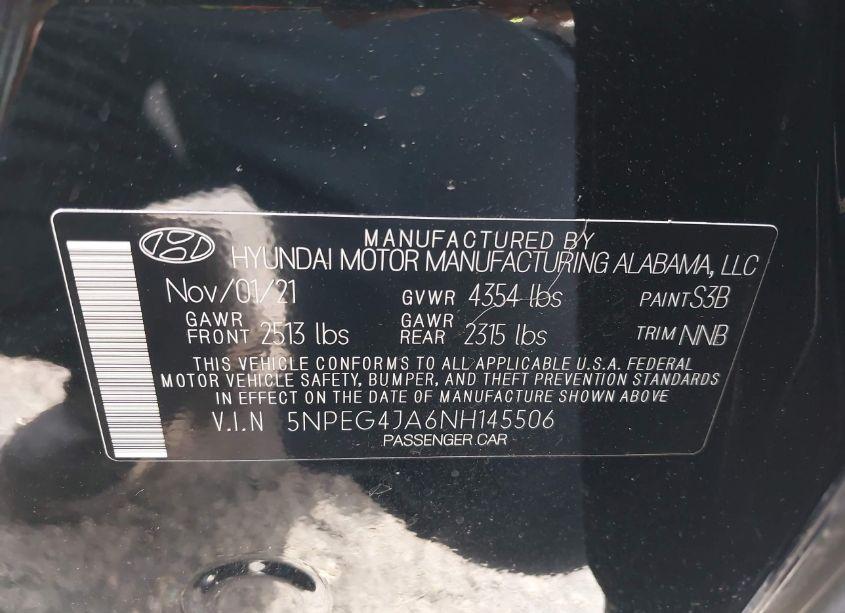 MANUFACTURED BY
HYUNDAI MOTOR MANUFACTURING ALABAMA, LLC
Nov/01/21 GVWR 4354 lbs PAINT S3B
GAWR FRONT 2513 lbs GAWR REAR 2315 lbs TRIM NNB
THIS VEHICLE CONFORMS TO ALL APPLICABLE U.S.A. FEDERAL
MOTOR VEHICLE SAFETY, BUMPER, AND THEFT PREVENTION STANDARDS
IN EFFECT ON THE DATE OF MANUFACTURE SHOWN ABOVE
V.I.N 5NPEG4JA6NH145506
PASSENGER CAR